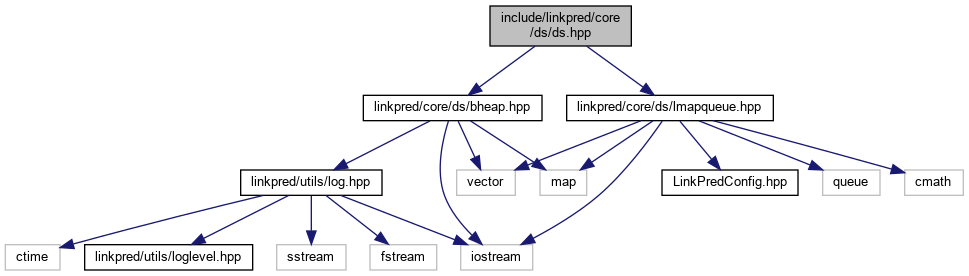 include/linkpred/core
/ds/ds.hpp
linkpred/core/ds/bheap.hpp
linkpred/core/ds/lmapqueue.hpp
linkpred/utils/log.hpp
vector
map
LinkPredConfig.hpp
queue
cmath
ctime
linkpred/utils/loglevel.hpp
sstream
fstream
iostream